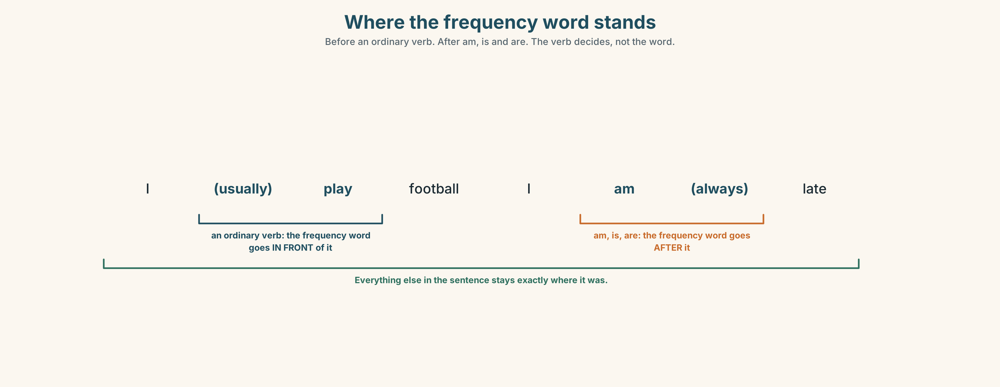 Where the frequency word stands
Before an ordinary verb. After am, is and are. The verb decides, not the word.
I (usually) play football I am (always) late
an ordinary verb: the frequency word
goes IN FRONT of it
am, is, are: the frequency word goes
AFTER it
Everything else in the sentence stays exactly where it was.